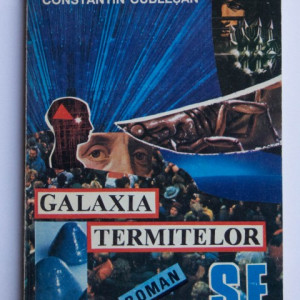 CONSTANTIN CUBLEȘAN
GALAXIA
TERMITELOR
ROMAN
S.F.